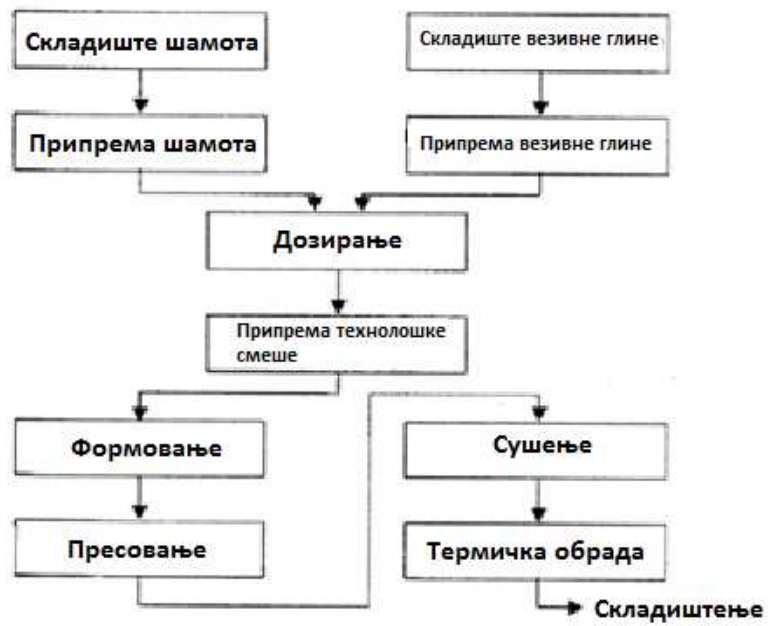 Складиште шамота
Складиште везивне глине
Припрема шамота
Припрема везивне глине
Дозирање
Припрема технолошке
смеше
Формовање
Сушење
Пресовање
Термичка обрада
Складиштење